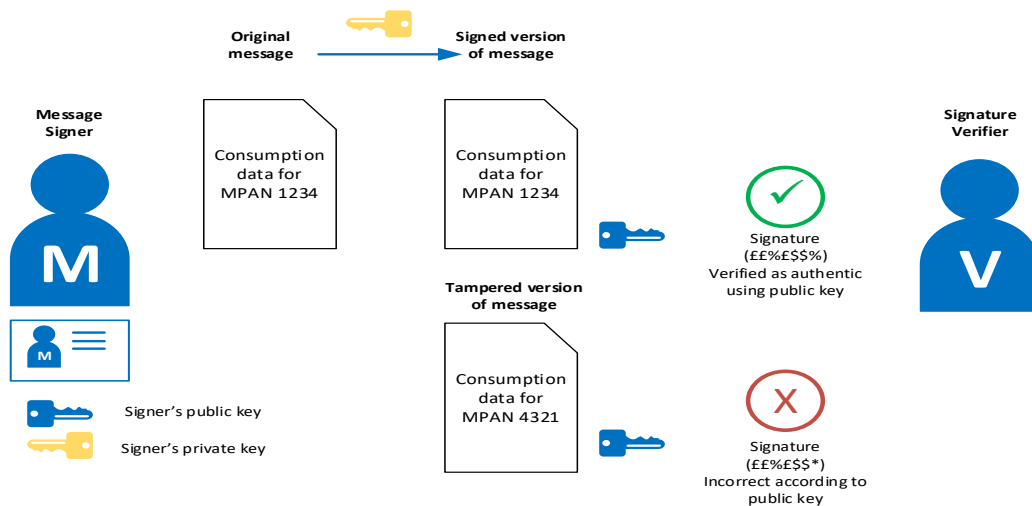 Original
message
Signed version
of message
Message
Signer
M
M
Signer's public key
Signer's private key
Consumption
data for
MPAN 1234
Consumption
data for
MPAN 1234
Signature
(££%£$$%)
Verified as authentic
using public key
Signature
Verifier
V
Tampered version
of message
Consumption
data for
MPAN 4321
X
Signature
(££%£$$*)
Incorrect according to
public key